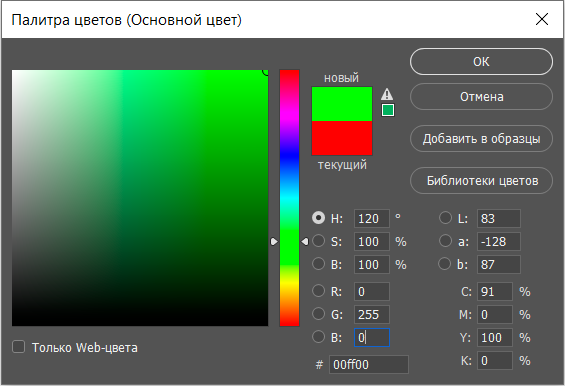 Палитра цветов (Основной цвет)
новый
текущий
ОК
Отмена
Добавить в образцы
Библиотеки цветов
H: 120 °
S: 100 %
B: 100 %
R: 0
G: 255
B: 0
# 00ff00
L: 83
a: -128
b: 87
C: 91 %
M: 0 %
Y: 100 %
K: 0 %
Только Web-цвета